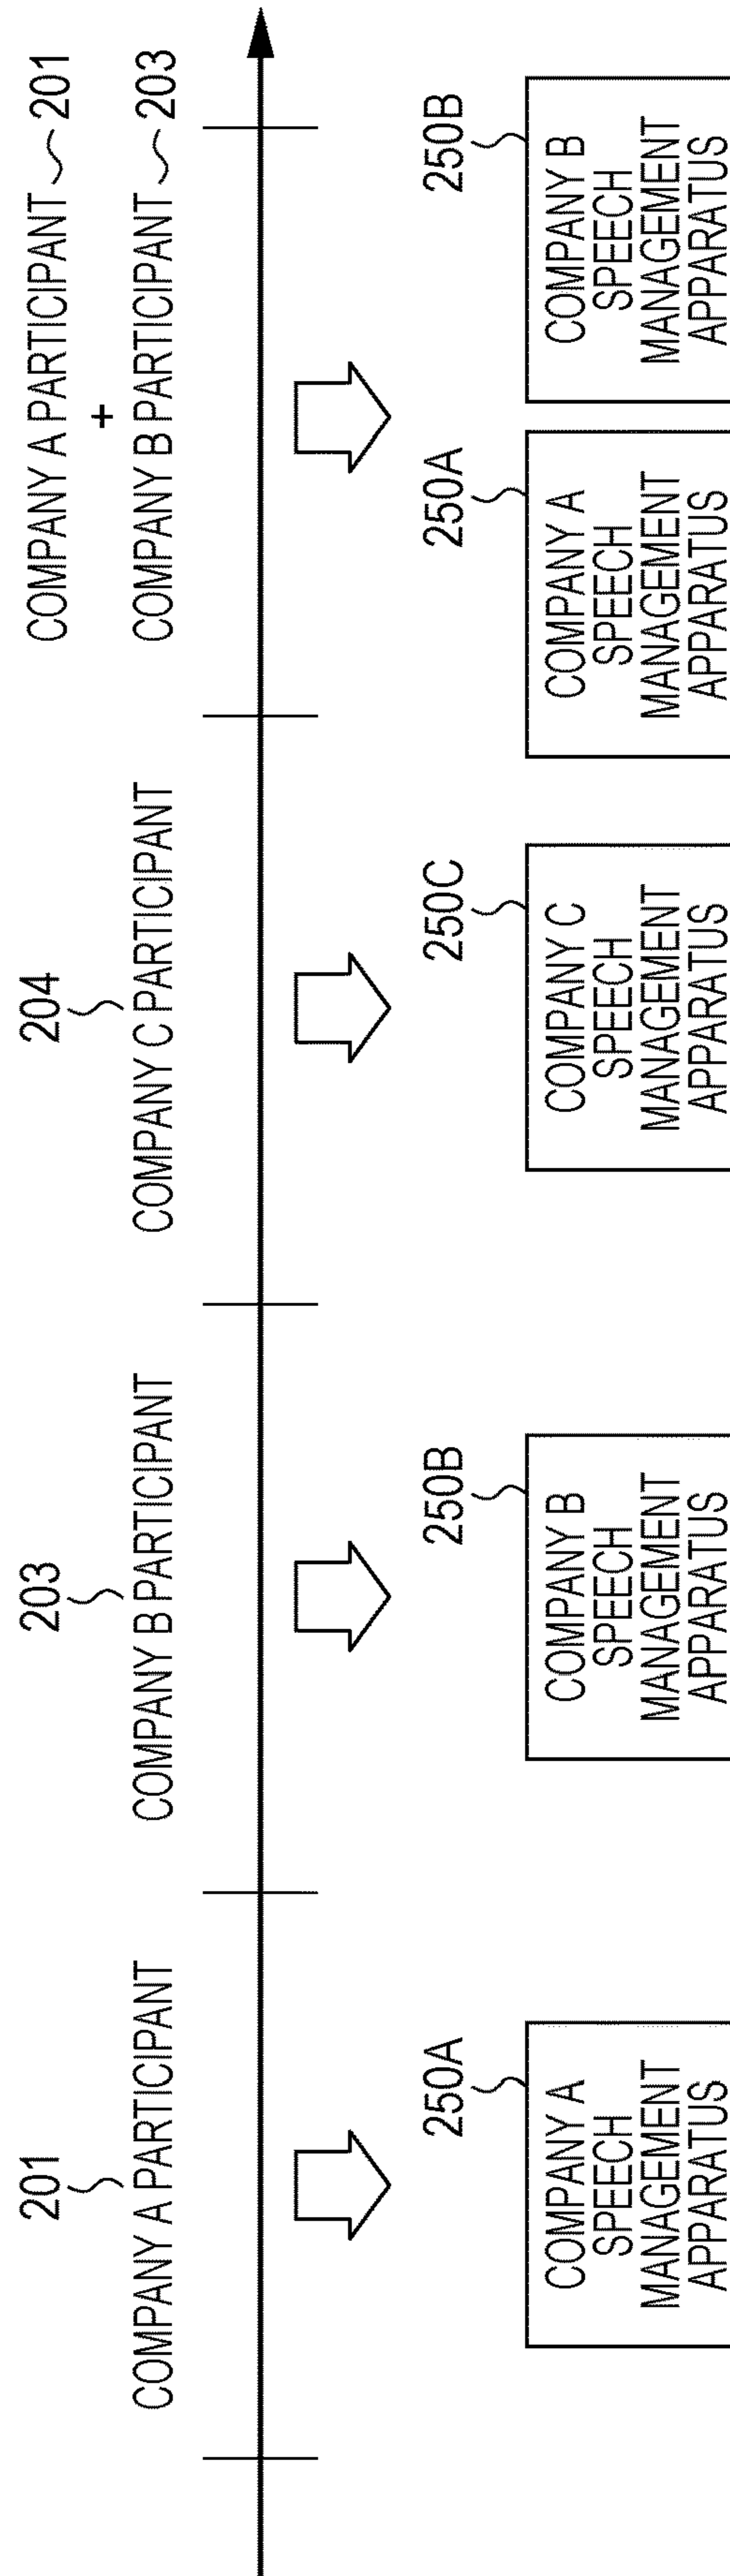 COMPANY A PARTICIPANT 201
+
COMPANY B PARTICIPANT 203
201
COMPANY A PARTICIPANT
203
COMPANY B PARTICIPANT
204
COMPANY C PARTICIPANT
250A
COMPANY A
SPEECH
MANAGEMENT
APPARATUS
250B
COMPANY B
SPEECH
MANAGEMENT
APPARATUS
250C
COMPANY C
SPEECH
MANAGEMENT
APPARATUS
250A
COMPANY A
SPEECH
MANAGEMENT
APPARATUS
250B
COMPANY B
SPEECH
MANAGEMENT
APPARATUS